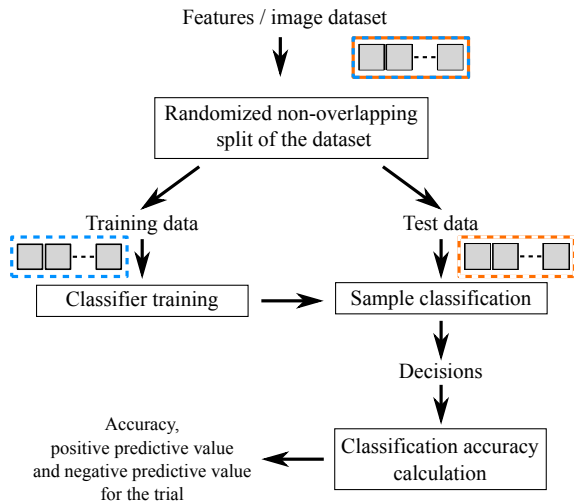 Features / image dataset
Randomized non-overlapping
split of the dataset
Training data
Test data
Classifier training
Sample classification
Decisions
Accuracy,
positive predictive value
and negative predictive value
for the trial
Classification accuracy
calculation